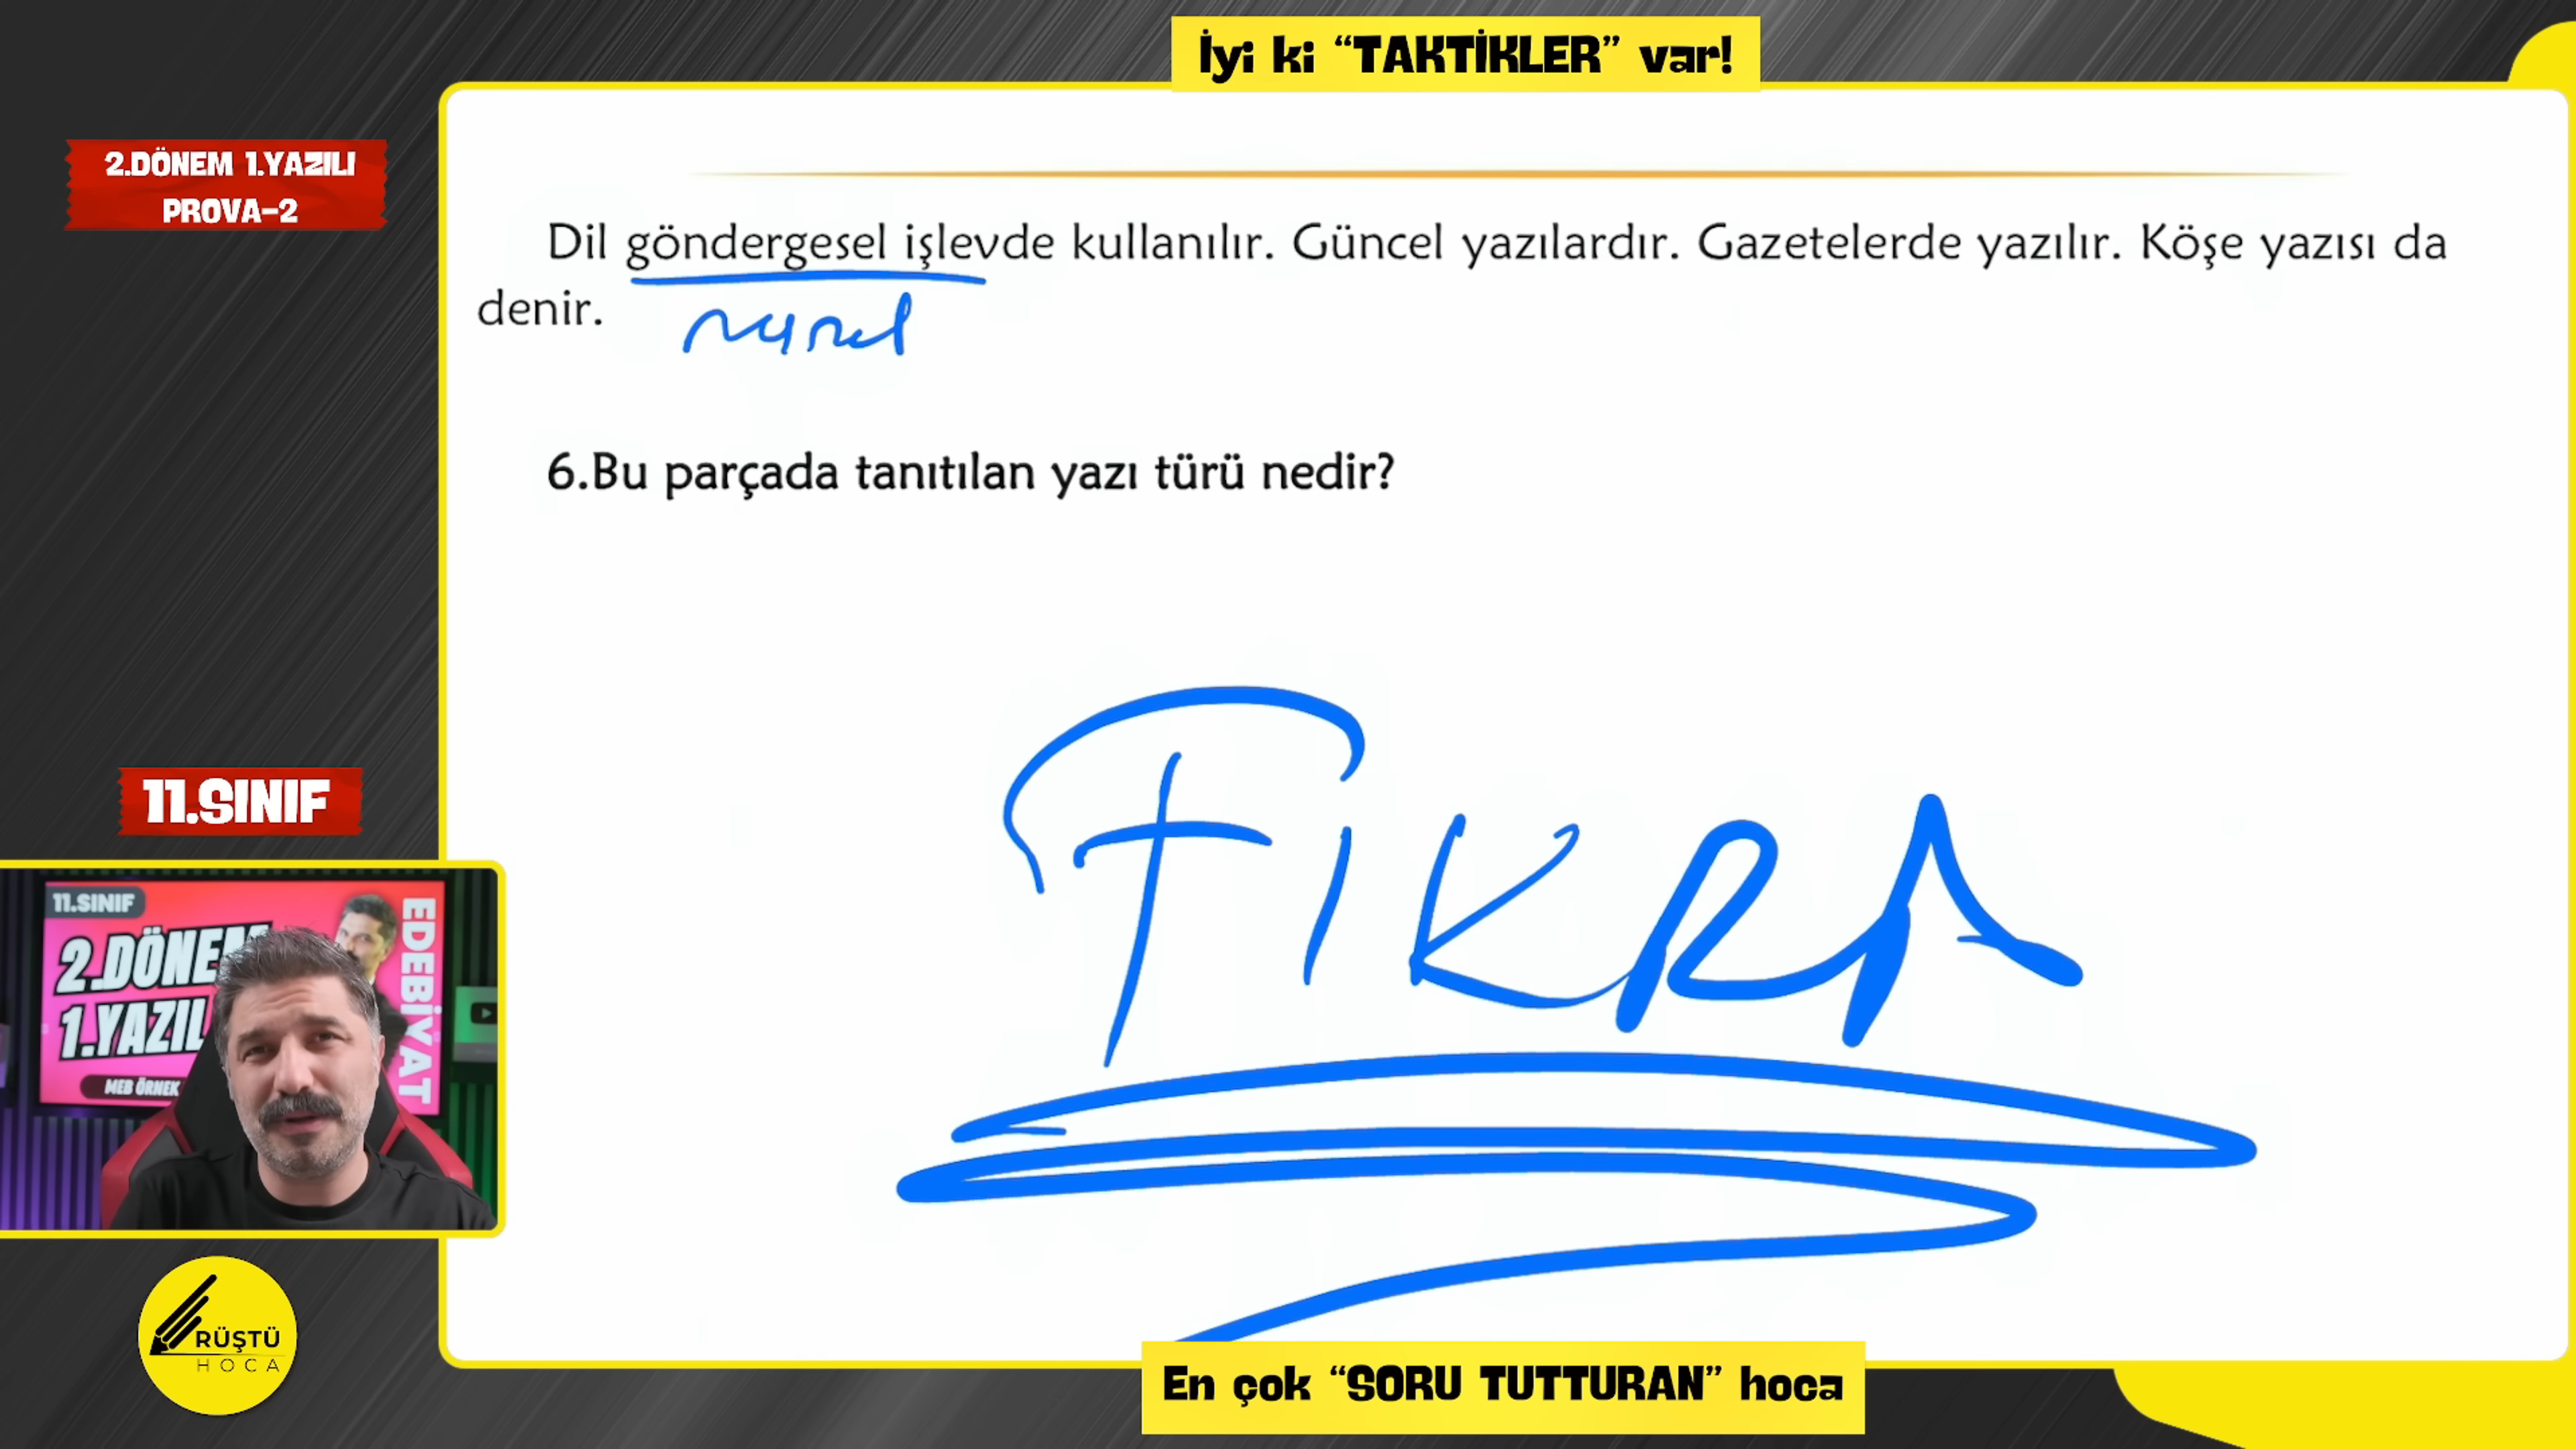 İyi ki “TAKTİKLER” var!
2.DÖNEM 1.YAZILI
PROVA-2
Dil göndergesel işlevde kullanılır. Güncel yazılardır. Gazetelerde yazılır. Köşe yazısı da
denir.
6.Bu parçada tanıtılan yazı türü nedir?
FIKRA
11.SINIF
11.SINIF
2.DÖNEM
1.YAZIL
EDEBİYAT
MEB ÖRNEK
RÜŞTÜ
HOCA
En çok “SORU TUTTURAN” hoca